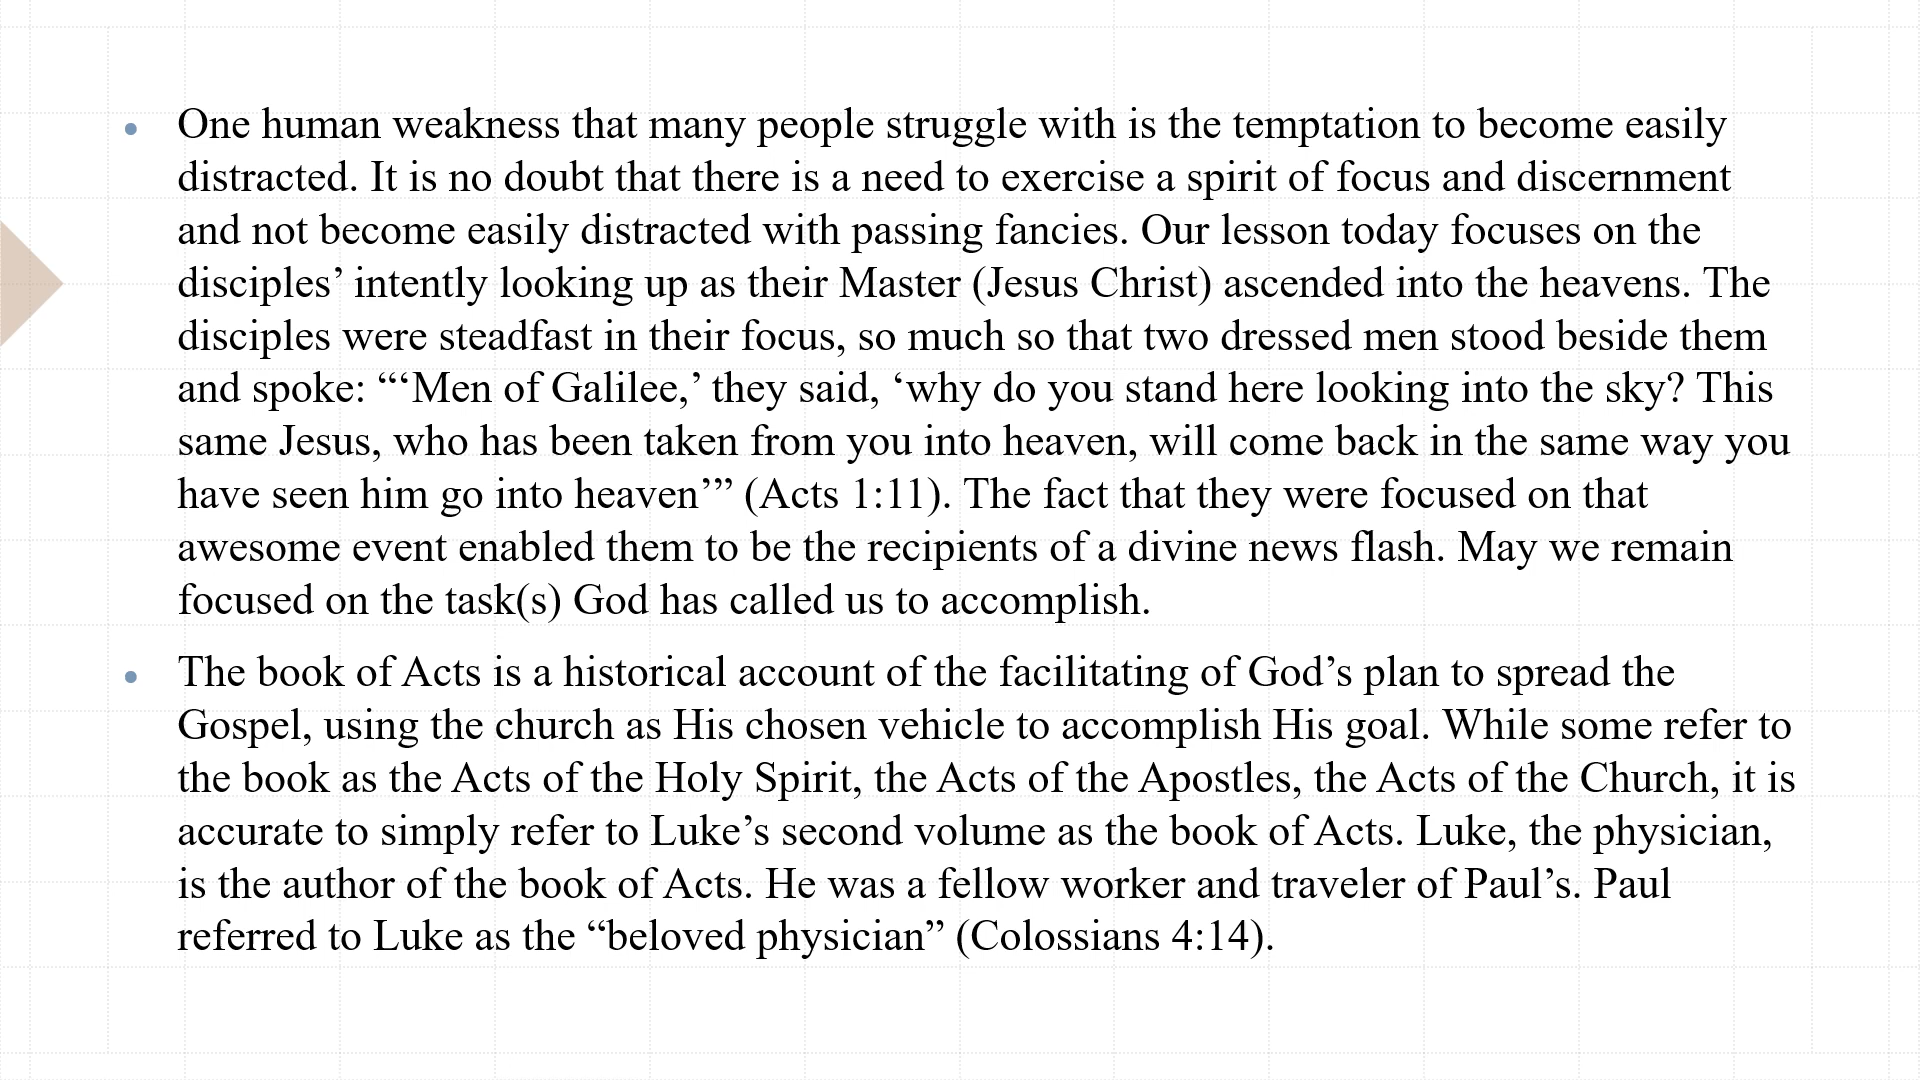 • One human weakness that many people struggle with is the temptation to become easily
distracted. It is no doubt that there is a need to exercise a spirit of focus and discernment
and not become easily distracted with passing fancies. Our lesson today focuses on the
disciples’ intently looking up as their Master (Jesus Christ) ascended into the heavens. The
disciples were steadfast in their focus, so much so that two dressed men stood beside them
and spoke: “‘Men of Galilee,’ they said, ‘why do you stand here looking into the sky? This
same Jesus, who has been taken from you into heaven, will come back in the same way you
have seen him go into heaven’” (Acts 1:11). The fact that they were focused on that
awesome event enabled them to be the recipients of a divine news flash. May we remain
focused on the task(s) God has called us to accomplish.
• The book of Acts is a historical account of the facilitating of God’s plan to spread the
Gospel, using the church as His chosen vehicle to accomplish His goal. While some refer to
the book as the Acts of the Holy Spirit, the Acts of the Apostles, the Acts of the Church, it is
accurate to simply refer to Luke’s second volume as the book of Acts. Luke, the physician,
is the author of the book of Acts. He was a fellow worker and traveler of Paul’s. Paul
referred to Luke as the “beloved physician” (Colossians 4:14).